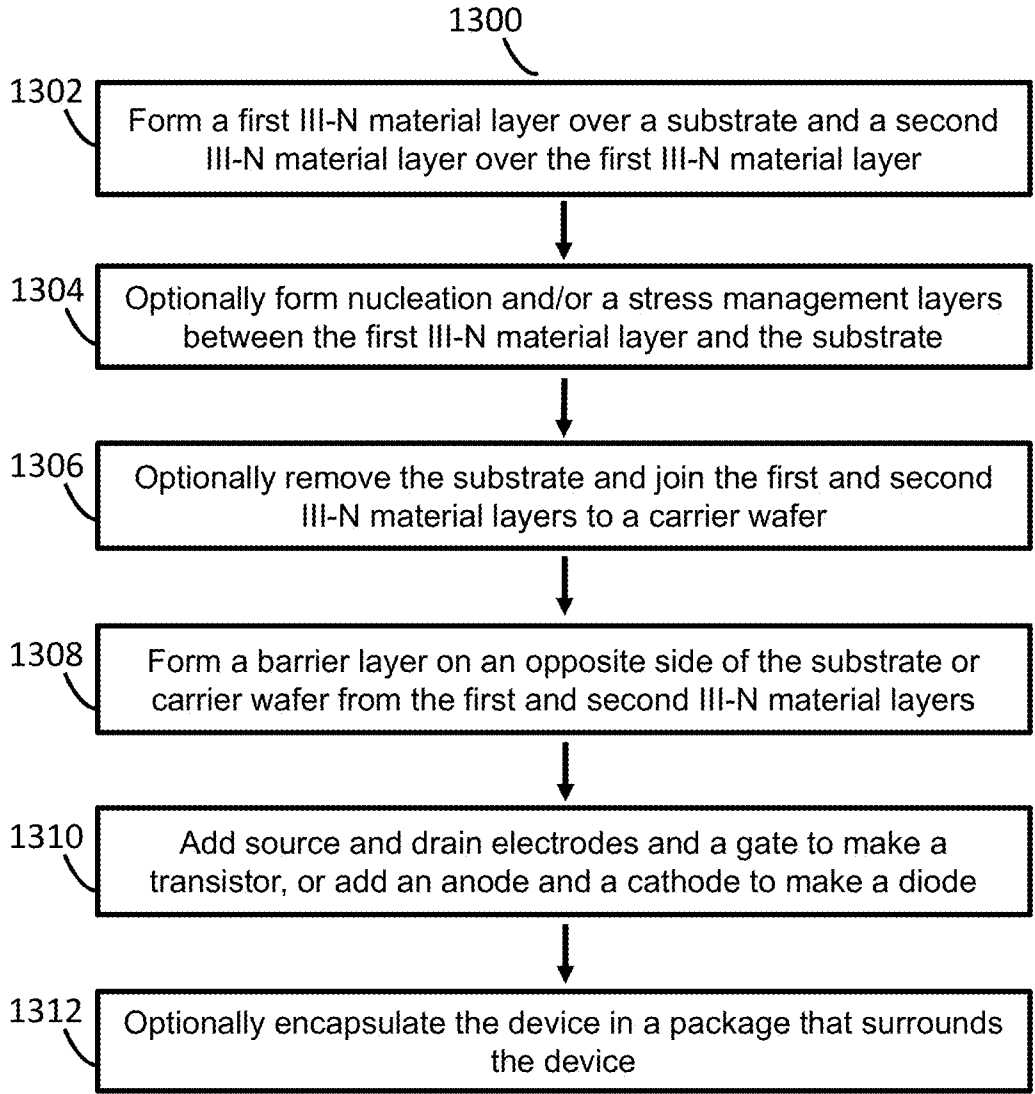 1300
1302
Form a first III-N material layer over a substrate and a second
III-N material layer over the first III-N material layer
1304
Optionally form nucleation and/or a stress management layers
between the first III-N material layer and the substrate
1306
Optionally remove the substrate and join the first and second
III-N material layers to a carrier wafer
1308
Form a barrier layer on an opposite side of the substrate or
carrier wafer from the first and second III-N material layers
1310
Add source and drain electrodes and a gate to make a
transistor, or add an anode and a cathode to make a diode
1312
Optionally encapsulate the device in a package that surrounds
the device